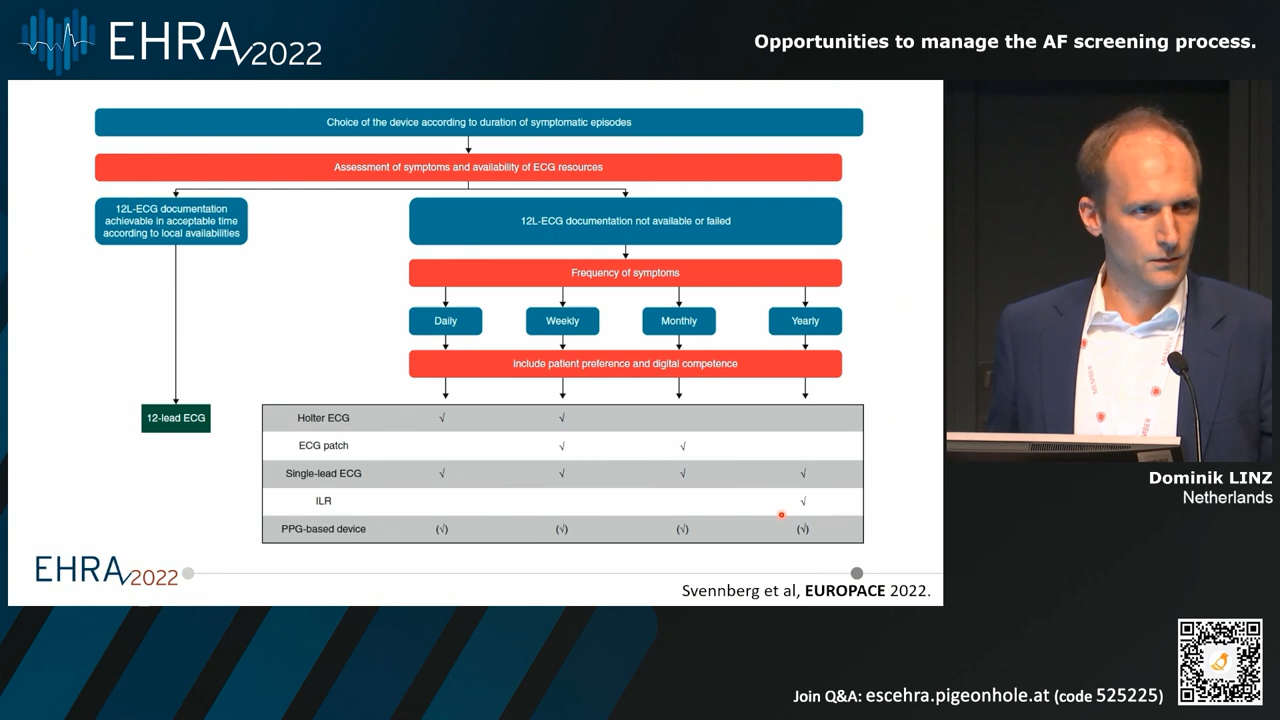 EHRA 2022
Opportunities to manage the AF screening process.
Choice of the device according to duration of symptomatic episodes
Assessment of symptoms and availability of ECG resources
12L-ECG documentation
achievable in acceptable time
according to local availabilities
12L-ECG documentation not available or failed
Frequency of symptoms
Daily Weekly Monthly Yearly
Include patient preference and digital competence
12-lead ECG
Holter ECG √ √
ECG patch √ √
Single-lead ECG √ √ √ √
ILR √
PPG-based device (√) (√) (√) (√)
EHRA 2022
Svennberg et al, EUROPACE 2022.
Dominik LINZ
Netherlands
Join Q&A: escehra.pigeonhole.at (code 525225)